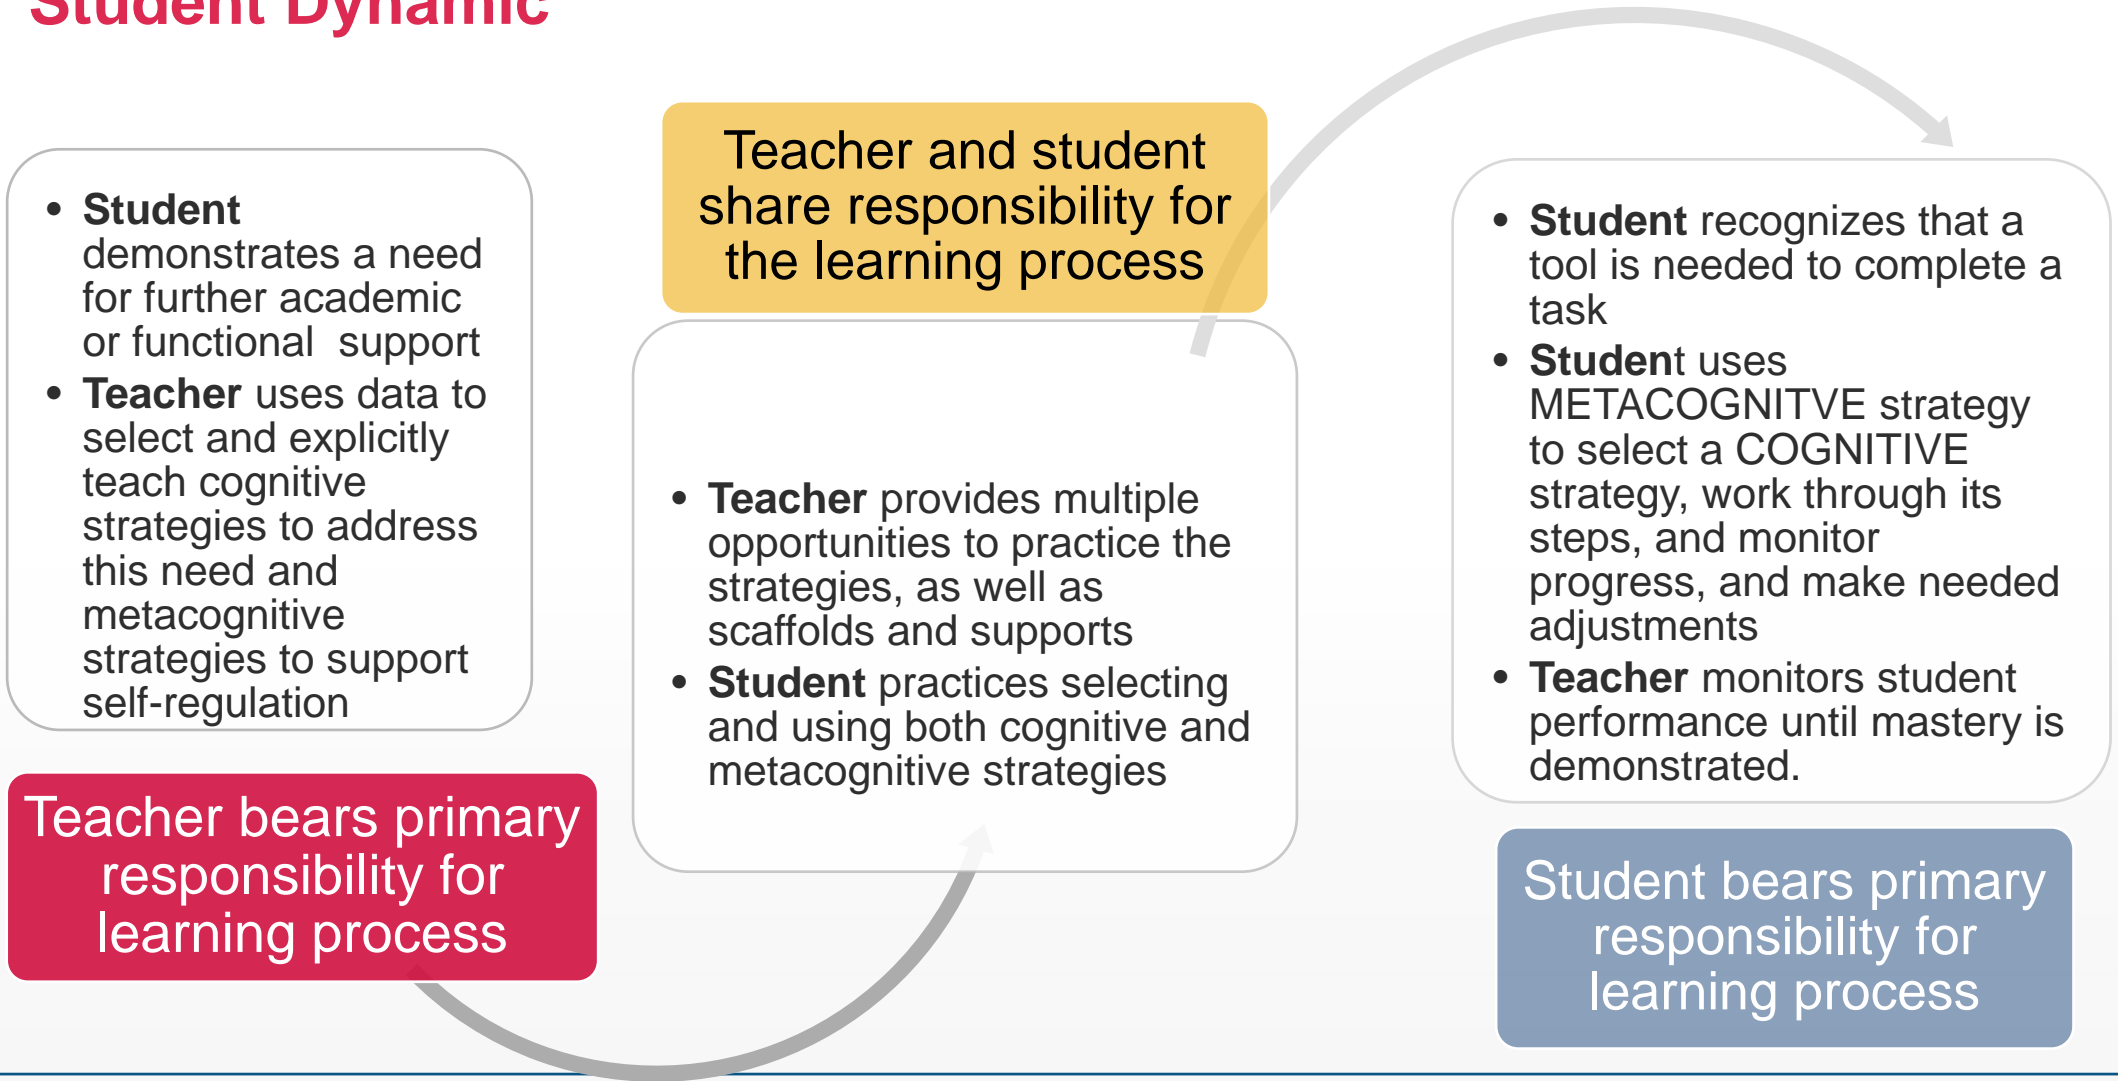 Student Dynamic
• Student
demonstrates a need
for further academic
or functional  support
• Teacher uses data to
select and explicitly
teach cognitive
strategies to address
this need and
metacognitive
strategies to support
self-regulation
Teacher bears primary
responsibility for
learning process
Teacher and student
share responsibility for
the learning process
• Teacher provides multiple
opportunities to practice the
strategies, as well as
scaffolds and supports
• Student practices selecting
and using both cognitive and
metacognitive strategies
• Student recognizes that a
tool is needed to complete a
task
• Student uses
METACOGNITVE strategy
to select a COGNITIVE
strategy, work through its
steps, and monitor
progress, and make needed
adjustments
• Teacher monitors student
performance until mastery is
demonstrated.
Student bears primary
responsibility for
learning process